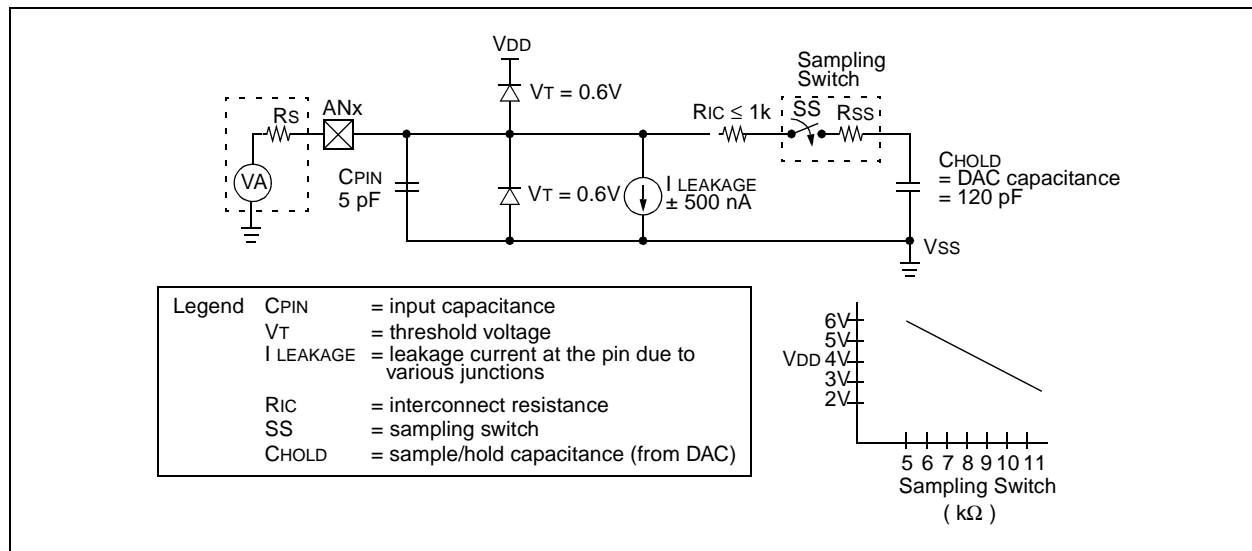 VDD
Sampling
Switch
VT = 0.6V
RS
ANx
RIC ≤ 1k
SS
RSS
VA
CPIN
5 pF
VT = 0.6V
I LEAKAGE
± 500 nA
CHOLD
= DAC capacitance
= 120 pF
VSS
Legend CPIN = input capacitance
VT = threshold voltage
I LEAKAGE = leakage current at the pin due to
various junctions
RIC = interconnect resistance
SS = sampling switch
CHOLD = sample/hold capacitance (from DAC)
6V
5V
VDD 4V
3V
2V
5 6 7 8 9 10 11
Sampling Switch
( kΩ )